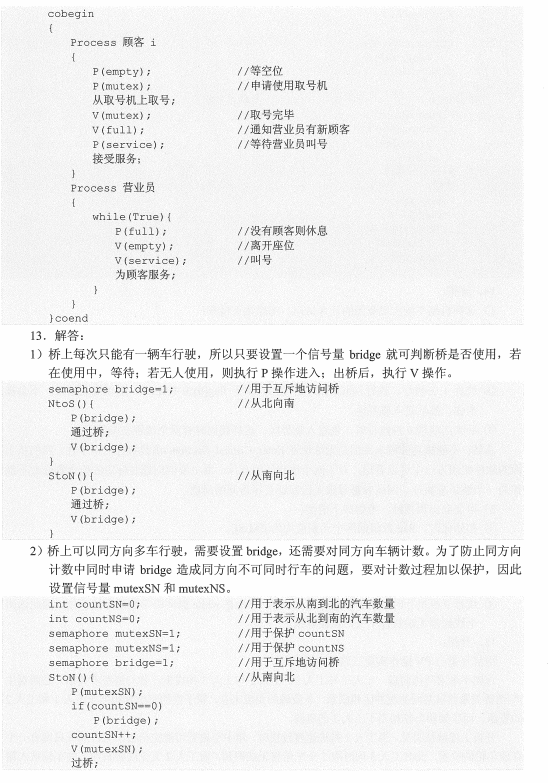 cobegin
{
Process 顾客 i
{
P(empty); //等空位
P(mutex); //申请使用取号机
从取号机上取号;
V(mutex); //取号完毕
V(full); //通知营业员有新顾客
P(service); //等待营业员叫号
接受服务;
}
Process 营业员
{
while(True){
P(full); //没有顾客则休息
V(empty); //离开座位
V(service); //叫号
为顾客服务;
}
}
}coend
13．解答：
1）桥上每次只能有一辆车行驶，所以只要设置一个信号量 bridge 就可判断桥是否使用，若
在使用中，等待；若无人使用，则执行 P 操作进入；出桥后，执行 V 操作。
semaphore bridge=1; //用于互斥地访问桥
NtoS(){ //从北向南
P(bridge);
通过桥;
V(bridge);
}
StoN(){ //从南向北
P(bridge);
通过桥;
V(bridge);
}
2）桥上可以同方向多车行驶，需要设置 bridge，还需要对同方向车辆计数。为了防止同方向
计数中同时申请 bridge 造成同方向不可同时行车的问题，要对计数过程加以保护，因此
设置信号量 mutexSN 和 mutexNS。
int countSN=0; //用于表示从南到北的汽车数量
int countNS=0; //用于表示从北到南的汽车数量
semaphore mutexSN=1; //用于保护 countSN
semaphore mutexNS=1; //用于保护 countNS
semaphore bridge=1; //用于互斥地访问桥
StoN(){ //从南向北
P(mutexSN);
if(countSN==0)
P(bridge);
countSN++;
V(mutexSN);
过桥;